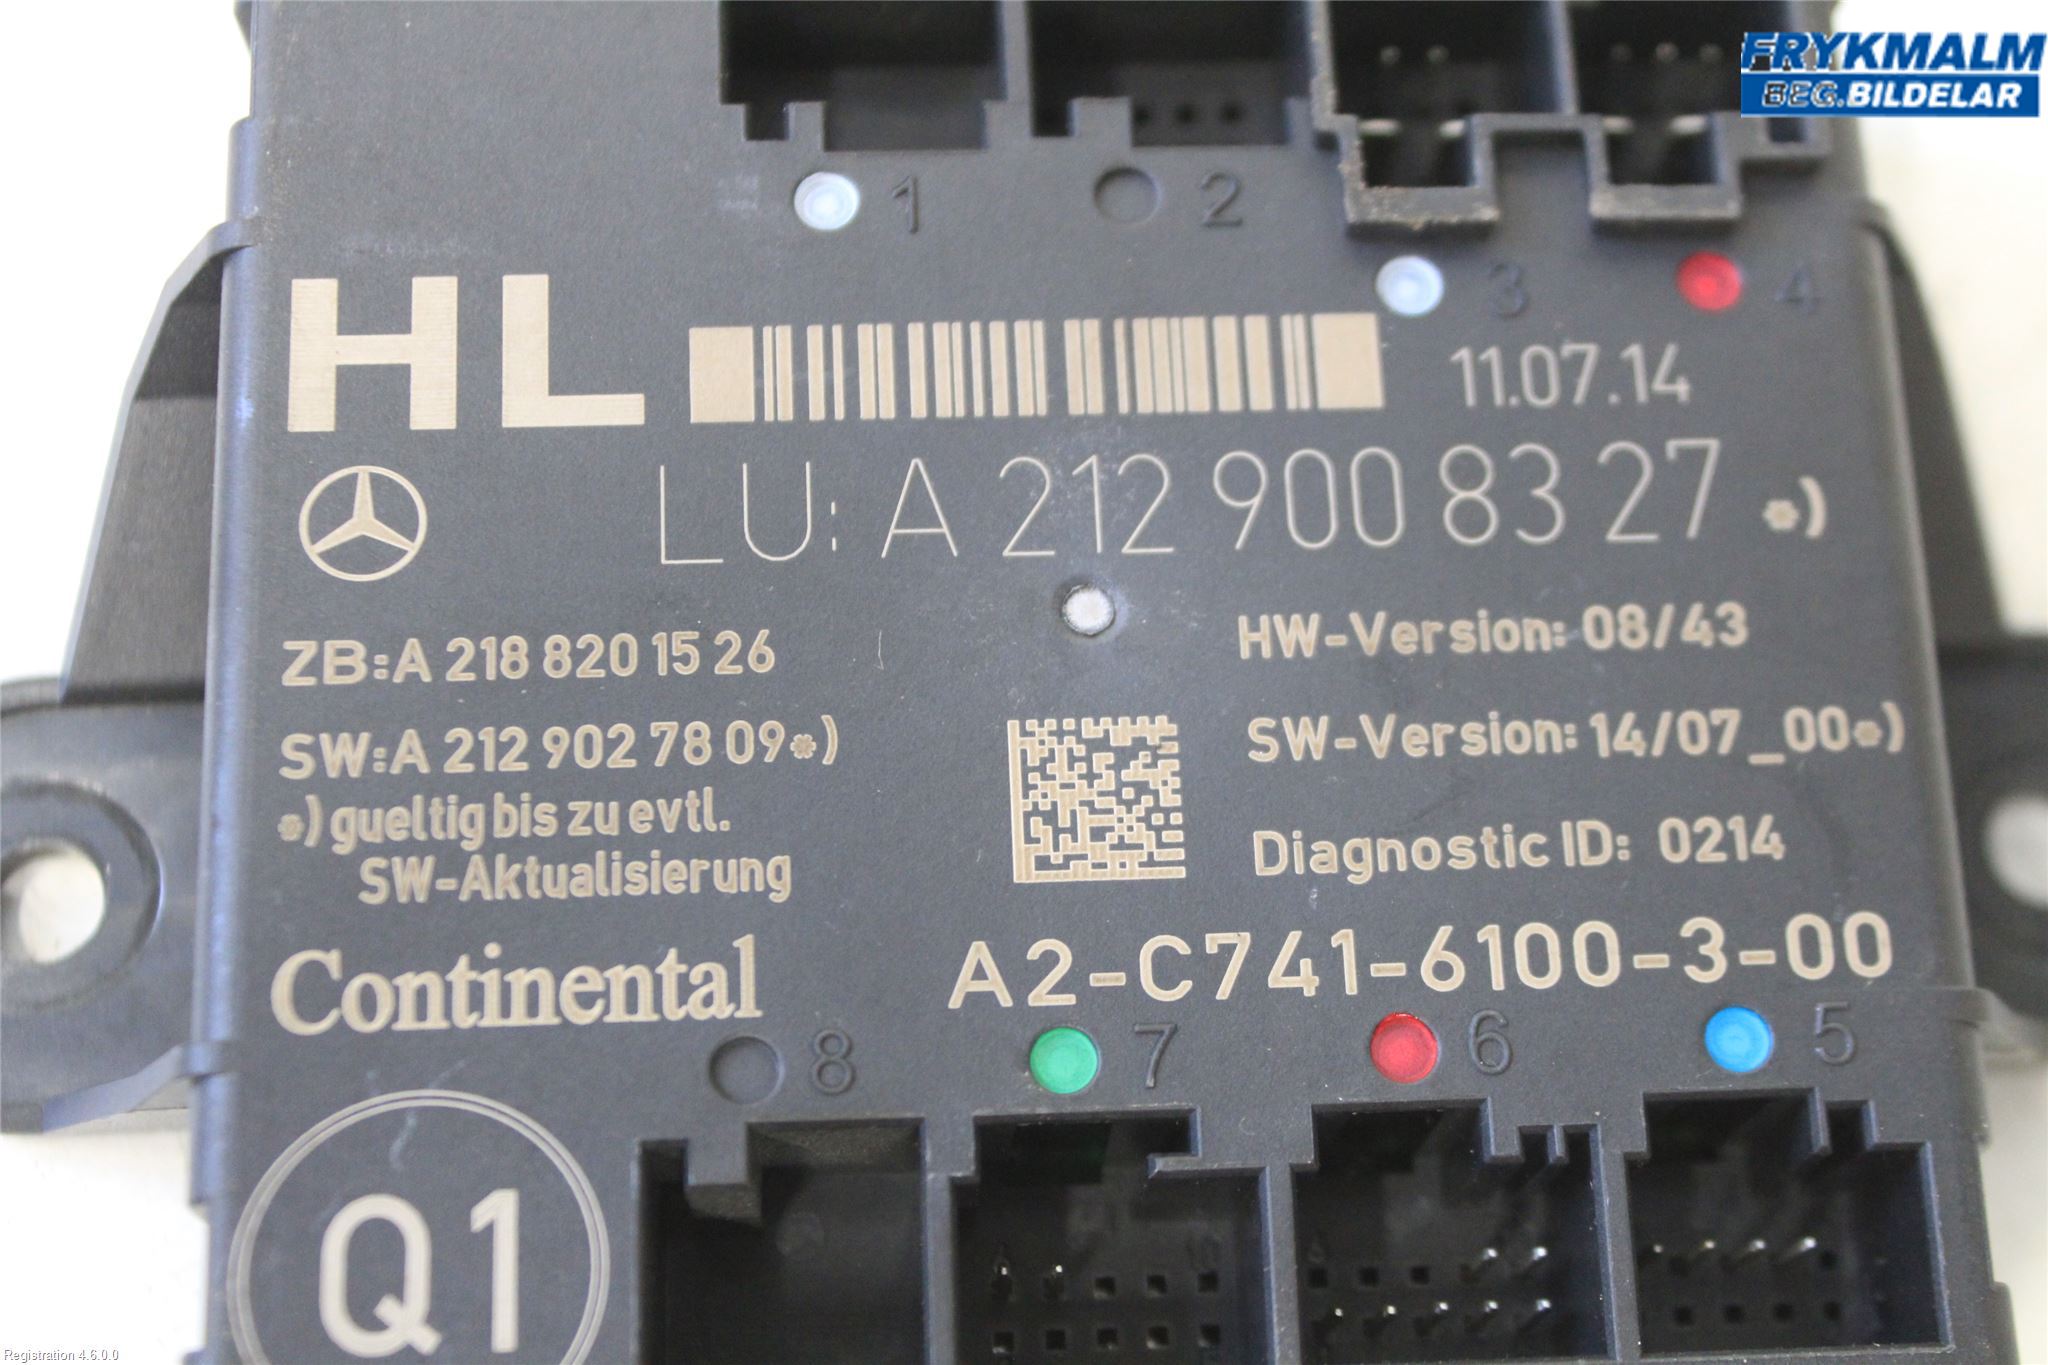 FRYKMALM
BEG.BILDELAR
1
2
3
4
HL
11.07.14
LU: A 212 900 83 27 *)
ZB:A 218 820 15 26
HW-Version: 08/43
SW:A 212 902 78 09*)
SW-Version: 14/07_00*)
*) gueltig bis zu evtl.
SW-Aktualisierung
Diagnostic ID: 0214
Continental
A2-C741-6100-3-00
8
7
6
5
Q1
Registration 4.6.0.0